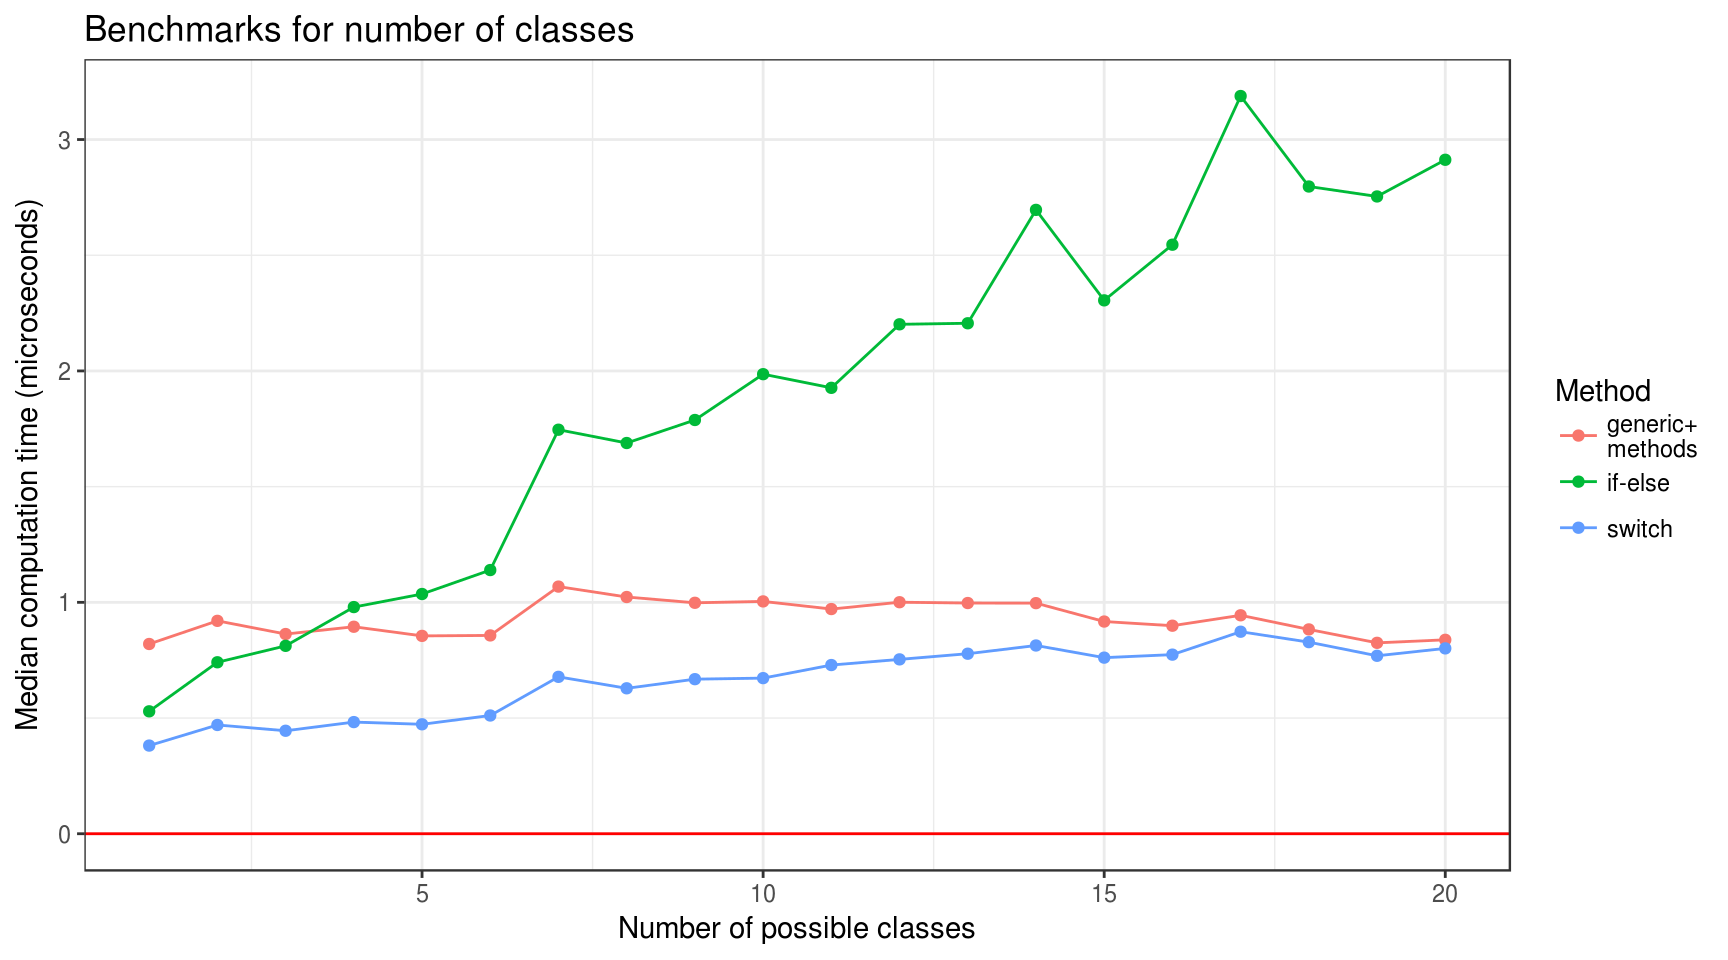 Benchmarks for number of classes
Median computation time (microseconds)
3
2
1
0
5
10
15
20
Number of possible classes
Method
generic+
methods
if-else
switch